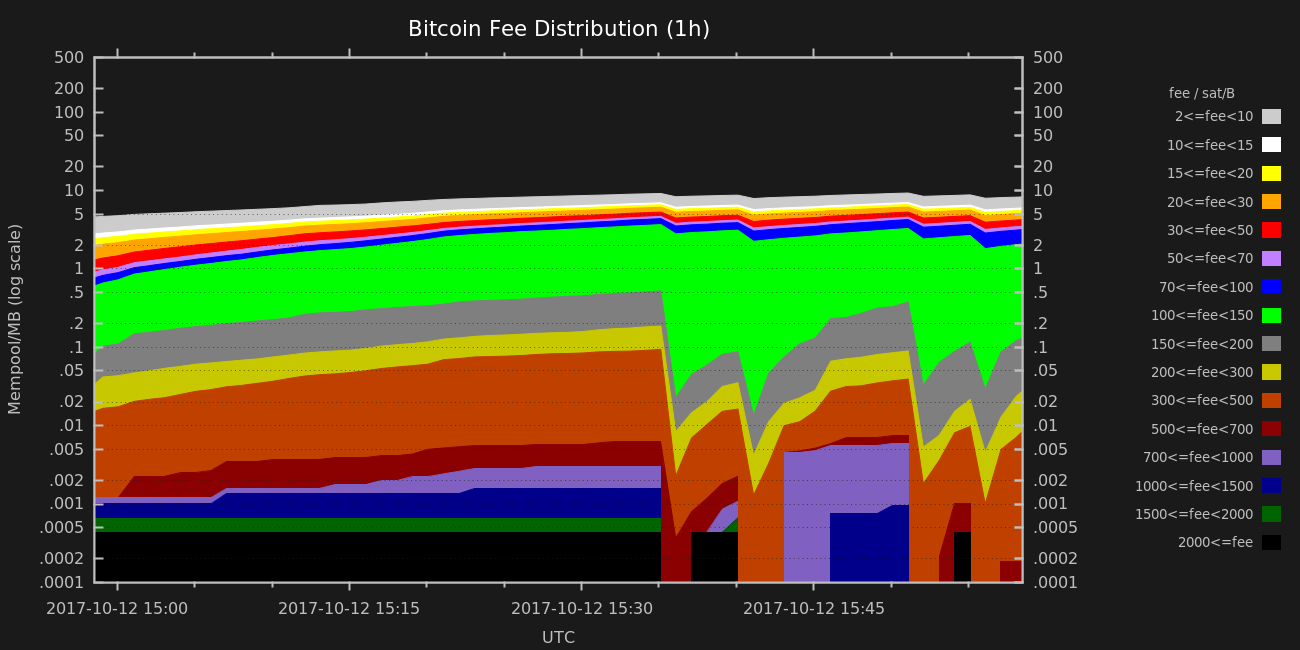 Bitcoin Fee Distribution (1h)
500
200
100
50
20
10
5
2
1
.5
.2
.1
.05
.02
.01
.005
.002
.001
.0005
.0002
.0001
Mempool/MB (log scale)
500
200
100
50
20
10
5
2
1
.5
.2
.1
.05
.02
.01
.005
.002
.001
.0005
.0002
.0001
fee / sat/B
2<=fee<10
10<=fee<15
15<=fee<20
20<=fee<30
30<=fee<50
50<=fee<70
70<=fee<100
100<=fee<150
150<=fee<200
200<=fee<300
300<=fee<500
500<=fee<700
700<=fee<1000
1000<=fee<1500
1500<=fee<2000
2000<=fee
2017-10-12 15:00
2017-10-12 15:15
2017-10-12 15:30
2017-10-12 15:45
UTC